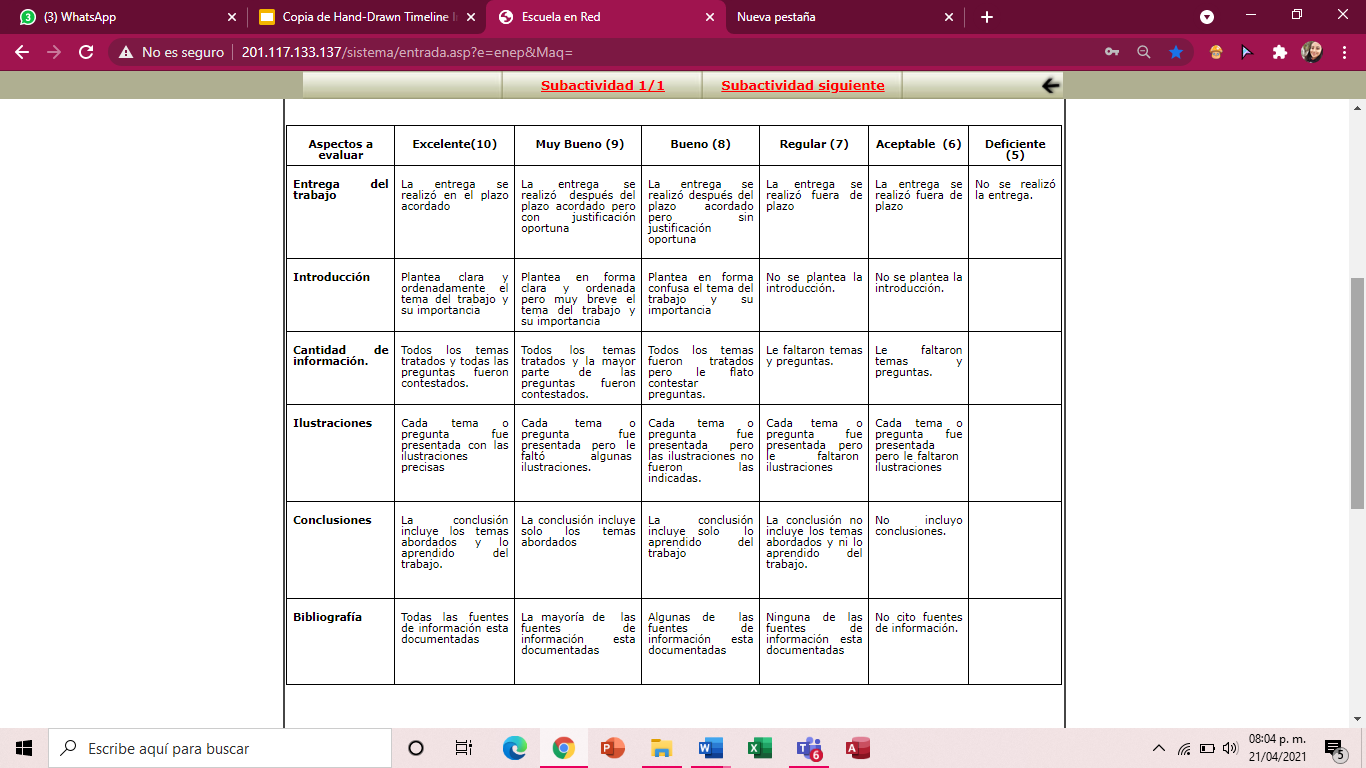 (3) WhatsApp
Copia de Hand-Drawn Timeline I
Escuela en Red
Nueva pestaña
No es seguro
201.117.133.137/sistema/entrada.asp?e=enep&Maq=
Subactividad 1/1
Subactividad siguiente
Aspectos a
evaluar
Excelente(10)
Muy Bueno (9)
Bueno (8)
Regular (7)
Aceptable (6)
Deficiente
(5)
Entrega del
trabajo
La entrega se
realizó en el plazo
acordado
La entrega se
realizó después del
plazo acordado pero
con justificación
oportuna
La entrega se
realizó después del
plazo acordado
pero sin
justificación
oportuna
La entrega se
realizó fuera de
plazo
La entrega se
realizó fuera de
plazo
No se realizó
la entrega.
Introducción
Plantea clara y
ordenadamente el
tema del trabajo y
su importancia
Plantea en forma
clara y ordenada
pero muy breve el
tema del trabajo y
su importancia
Plantea en forma
confusa el tema del
trabajo y su
importancia
No se plantea la
introducción.
No se plantea la
introducción.
Cantidad de
información.
Todos los temas
tratados y todas las
preguntas fueron
contestados.
Todos los temas
tratados y la mayor
parte de las
preguntas fueron
contestados.
Todos los temas
fueron tratados
pero le flato
contestar
preguntas.
Le faltaron temas
y preguntas.
Le faltaron
temas y
preguntas.
Ilustraciones
Cada tema o
pregunta fue
presentada con las
ilustraciones
precisas
Cada tema o
pregunta fue
presentada pero le
faltó algunas
ilustraciones.
Cada tema o
pregunta fue
presentada pero
las ilustraciones no
fueron las
indicadas.
Cada tema o
pregunta fue
presentada pero
le faltaron
ilustraciones
Cada tema o
pregunta fue
presentada
pero le faltaron
ilustraciones
Conclusiones
La conclusión
incluye los temas
abordados y lo
aprendido del
trabajo.
La conclusión incluye
solo los temas
abordados
La conclusión
incluye solo lo
aprendido del
trabajo
La conclusión no
incluye los temas
abordados y ni lo
aprendido del
trabajo.
No incluyo
conclusiones.
Bibliografía
Todas las fuentes
de información esta
documentadas
La mayoría de las
fuentes de
información esta
documentadas
Algunas de las
fuentes de
información esta
documentadas
Ninguna de las
fuentes de
información esta
documentadas
No cito fuentes
de información.
Escribe aquí para buscar
6
08:04 p. m.
21/04/2021
5